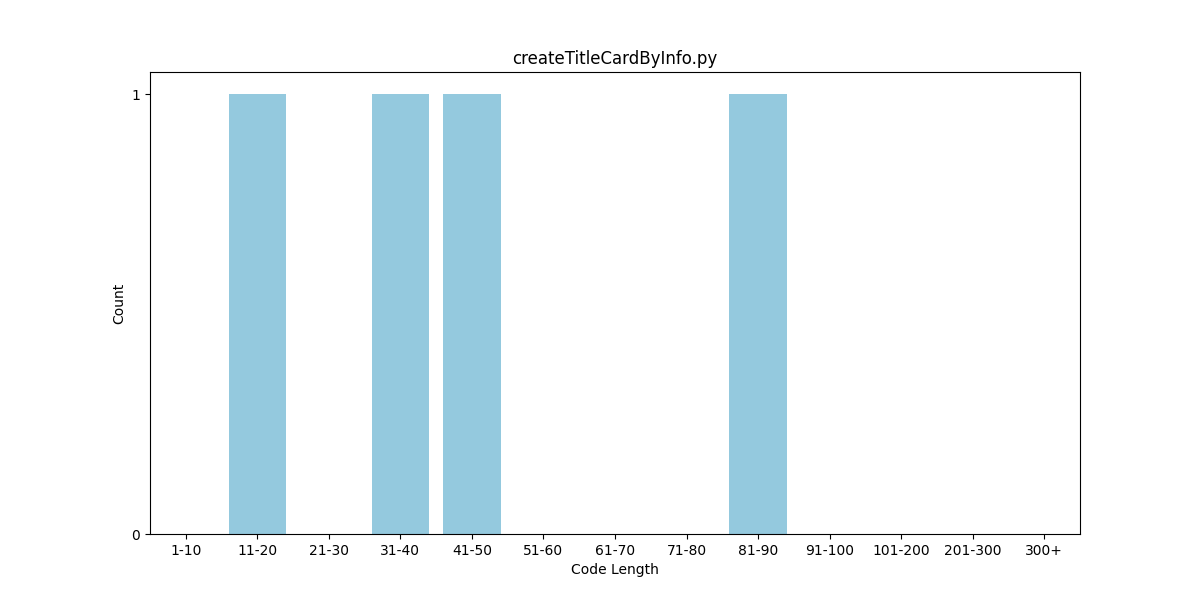 createTitleCardByInfo.py
1
Count
0
1-10 11-20 21-30 31-40 41-50 51-60 61-70 71-80 81-90 91-100 101-200 201-300 300+
Code Length